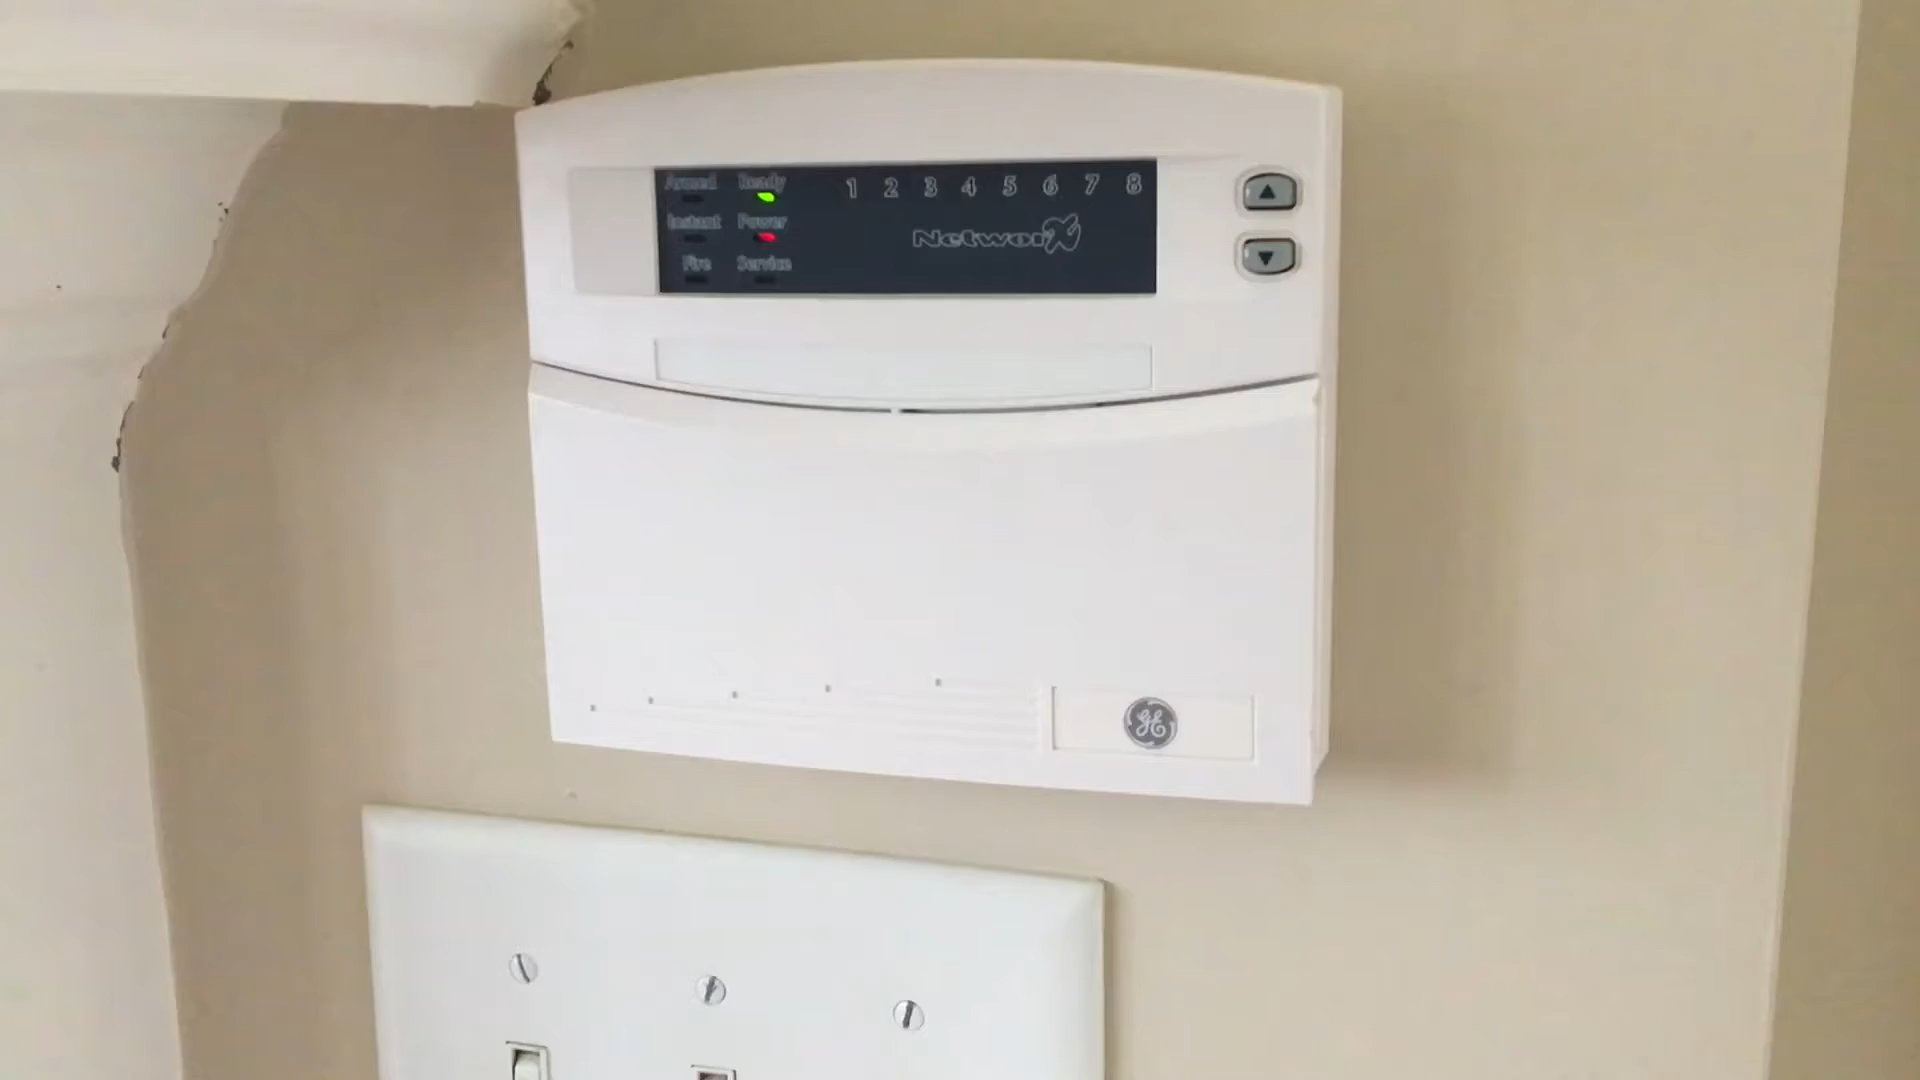 Armed Ready 1 2 3 4 5 6 7 8
Instant Power
NetworX
Fire Service
GE